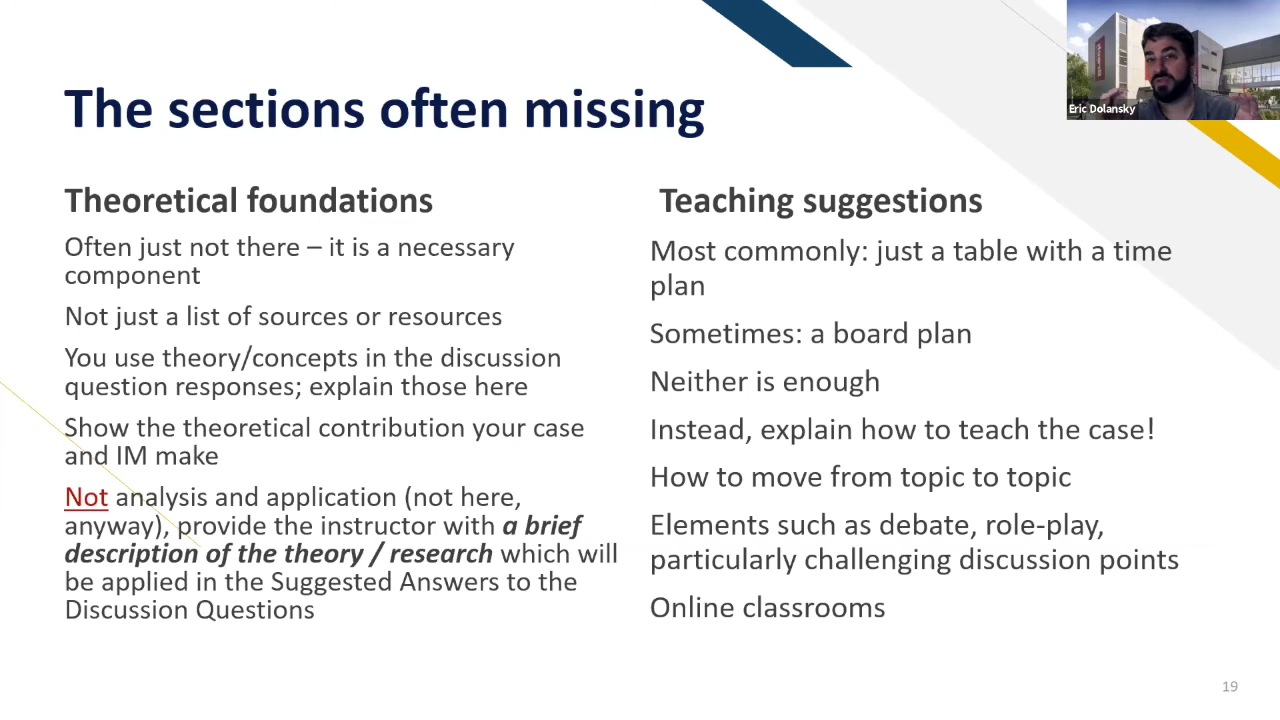 The sections often missing
Eric Dolansky
Theoretical foundations
Often just not there – it is a necessary
component
Not just a list of sources or resources
You use theory/concepts in the discussion
question responses; explain those here
Show the theoretical contribution your case
and IM make
Not analysis and application (not here,
anyway), provide the instructor with a brief
description of the theory / research which will
be applied in the Suggested Answers to the
Discussion Questions
Teaching suggestions
Most commonly: just a table with a time
plan
Sometimes: a board plan
Neither is enough
Instead, explain how to teach the case!
How to move from topic to topic
Elements such as debate, role-play,
particularly challenging discussion points
Online classrooms
19